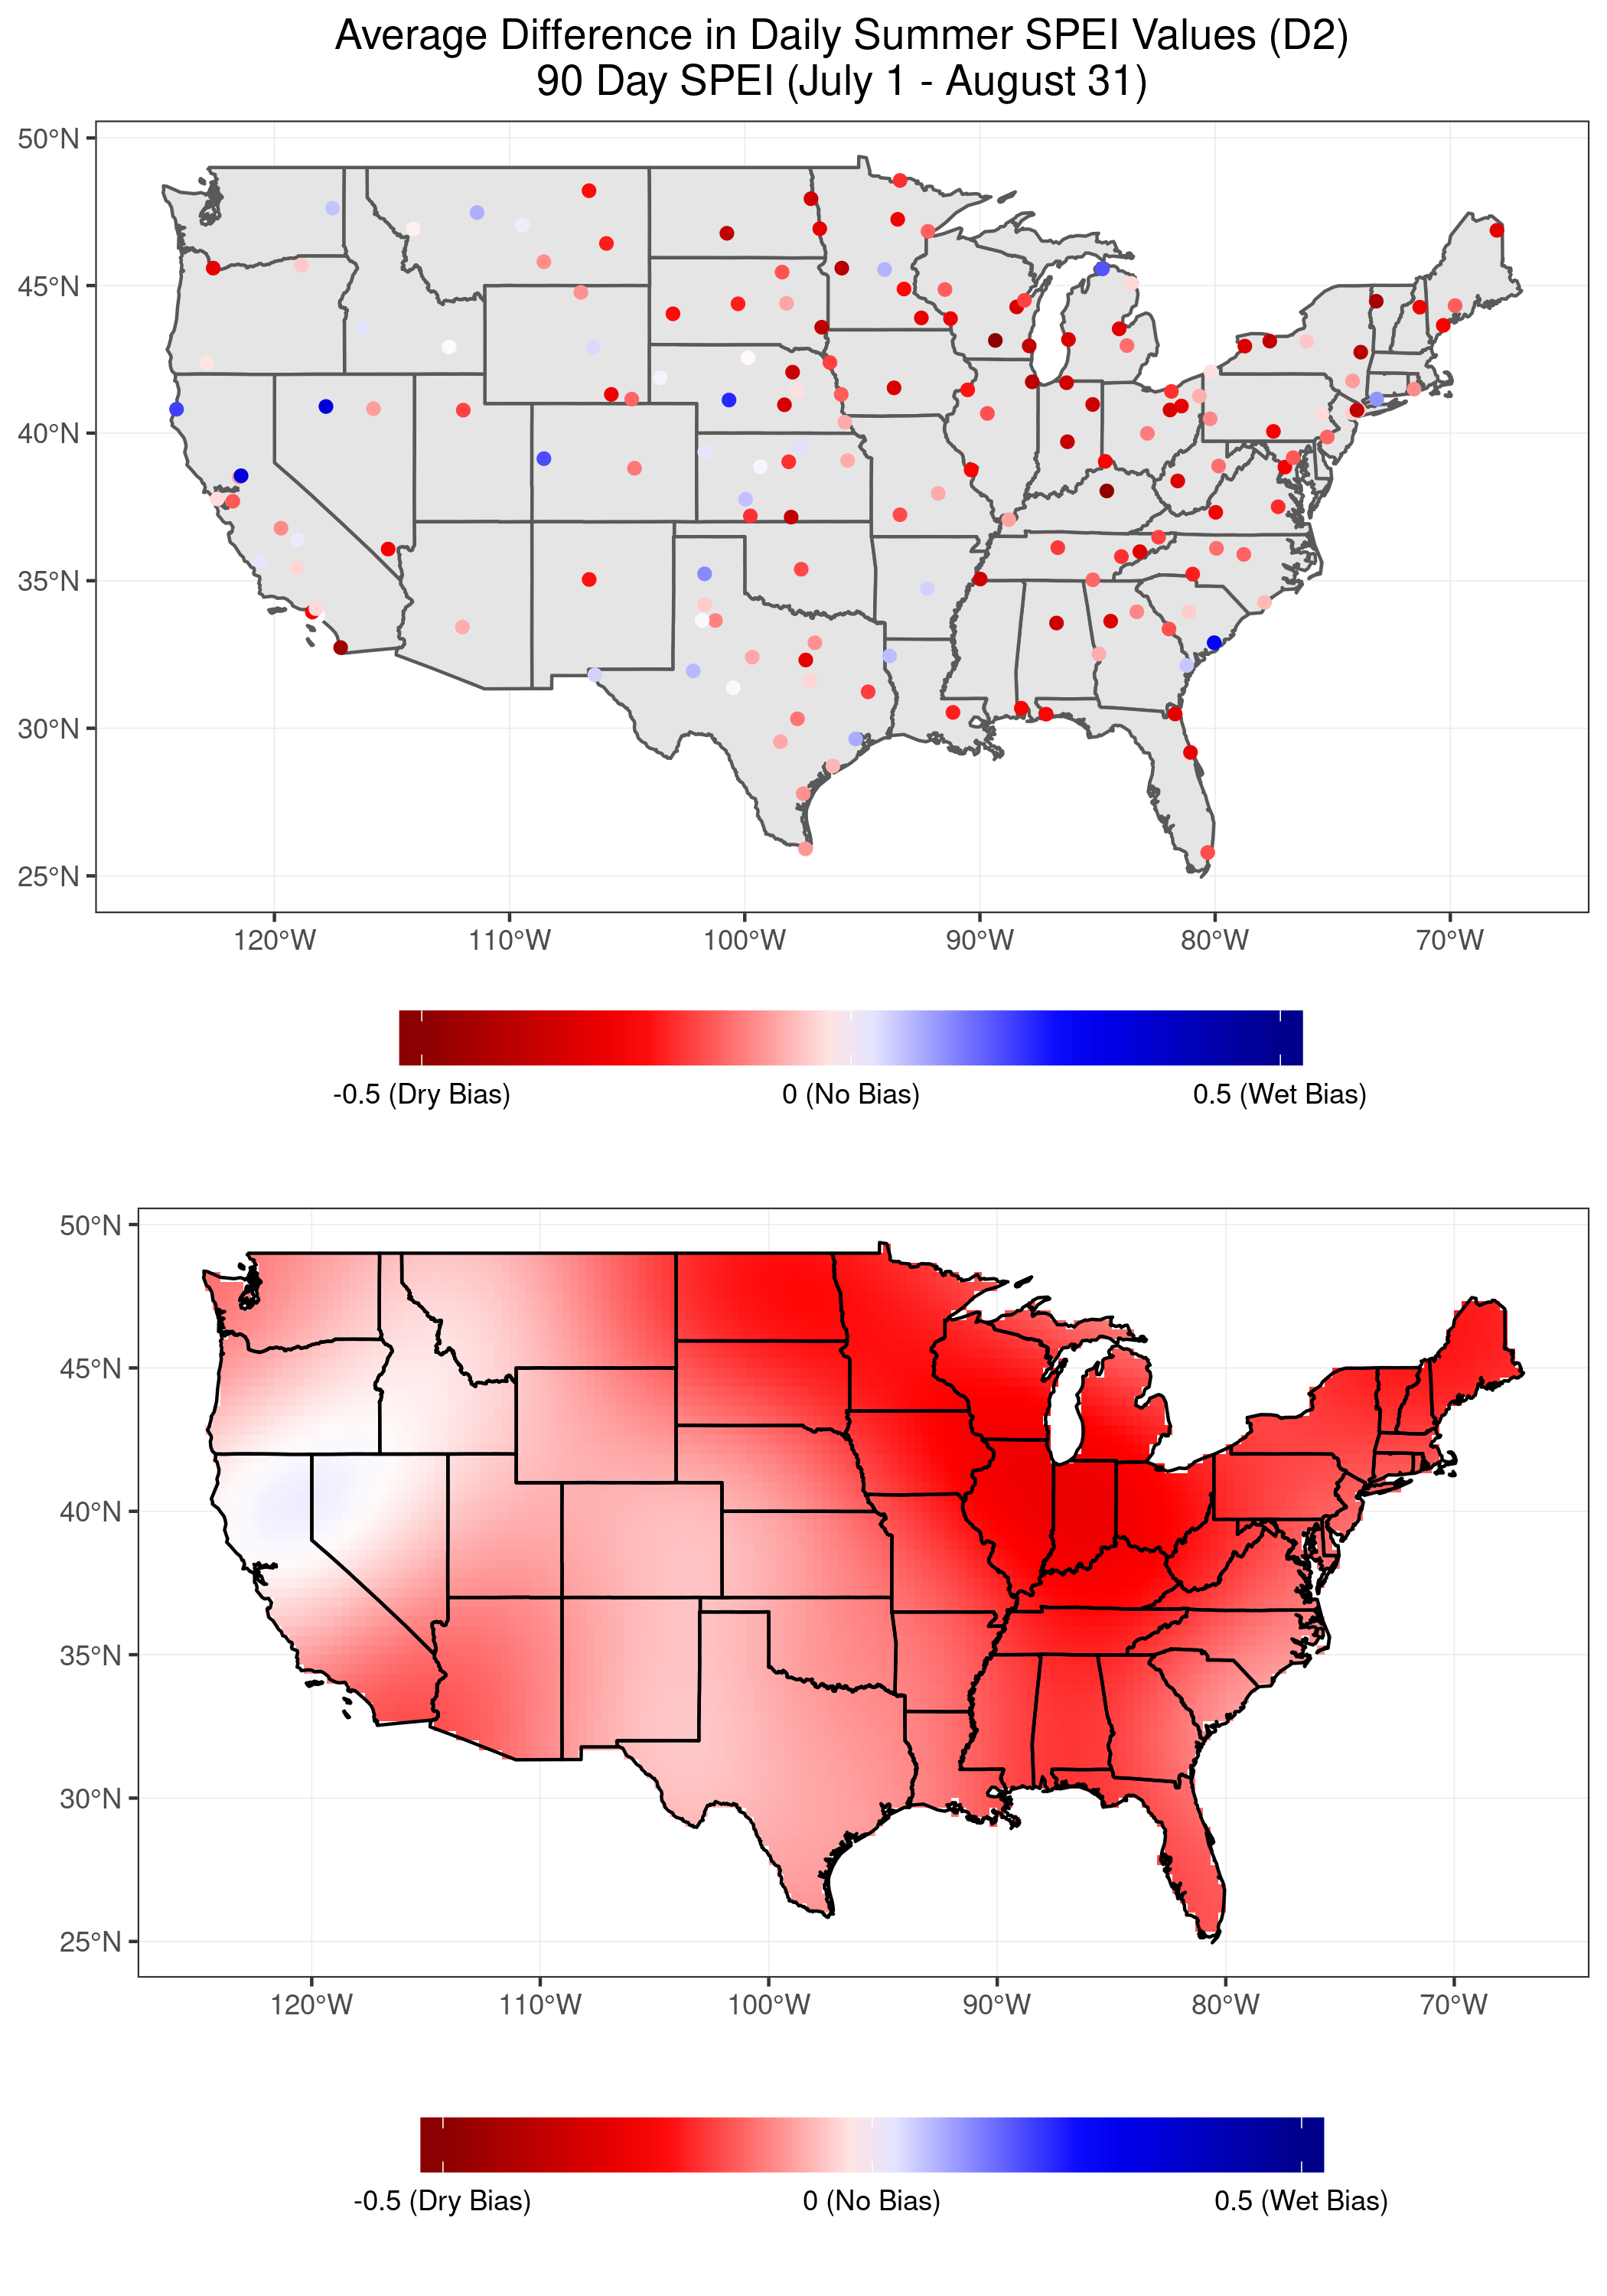 Average Difference in Daily Summer SPEI Values (D2)
90 Day SPEI (July 1 - August 31)
50°N
45°N
40°N
35°N
30°N
25°N
120°W 110°W 100°W 90°W 80°W 70°W
-0.5 (Dry Bias) 0 (No Bias) 0.5 (Wet Bias)
50°N
45°N
40°N
35°N
30°N
25°N
120°W 110°W 100°W 90°W 80°W 70°W
-0.5 (Dry Bias) 0 (No Bias) 0.5 (Wet Bias)